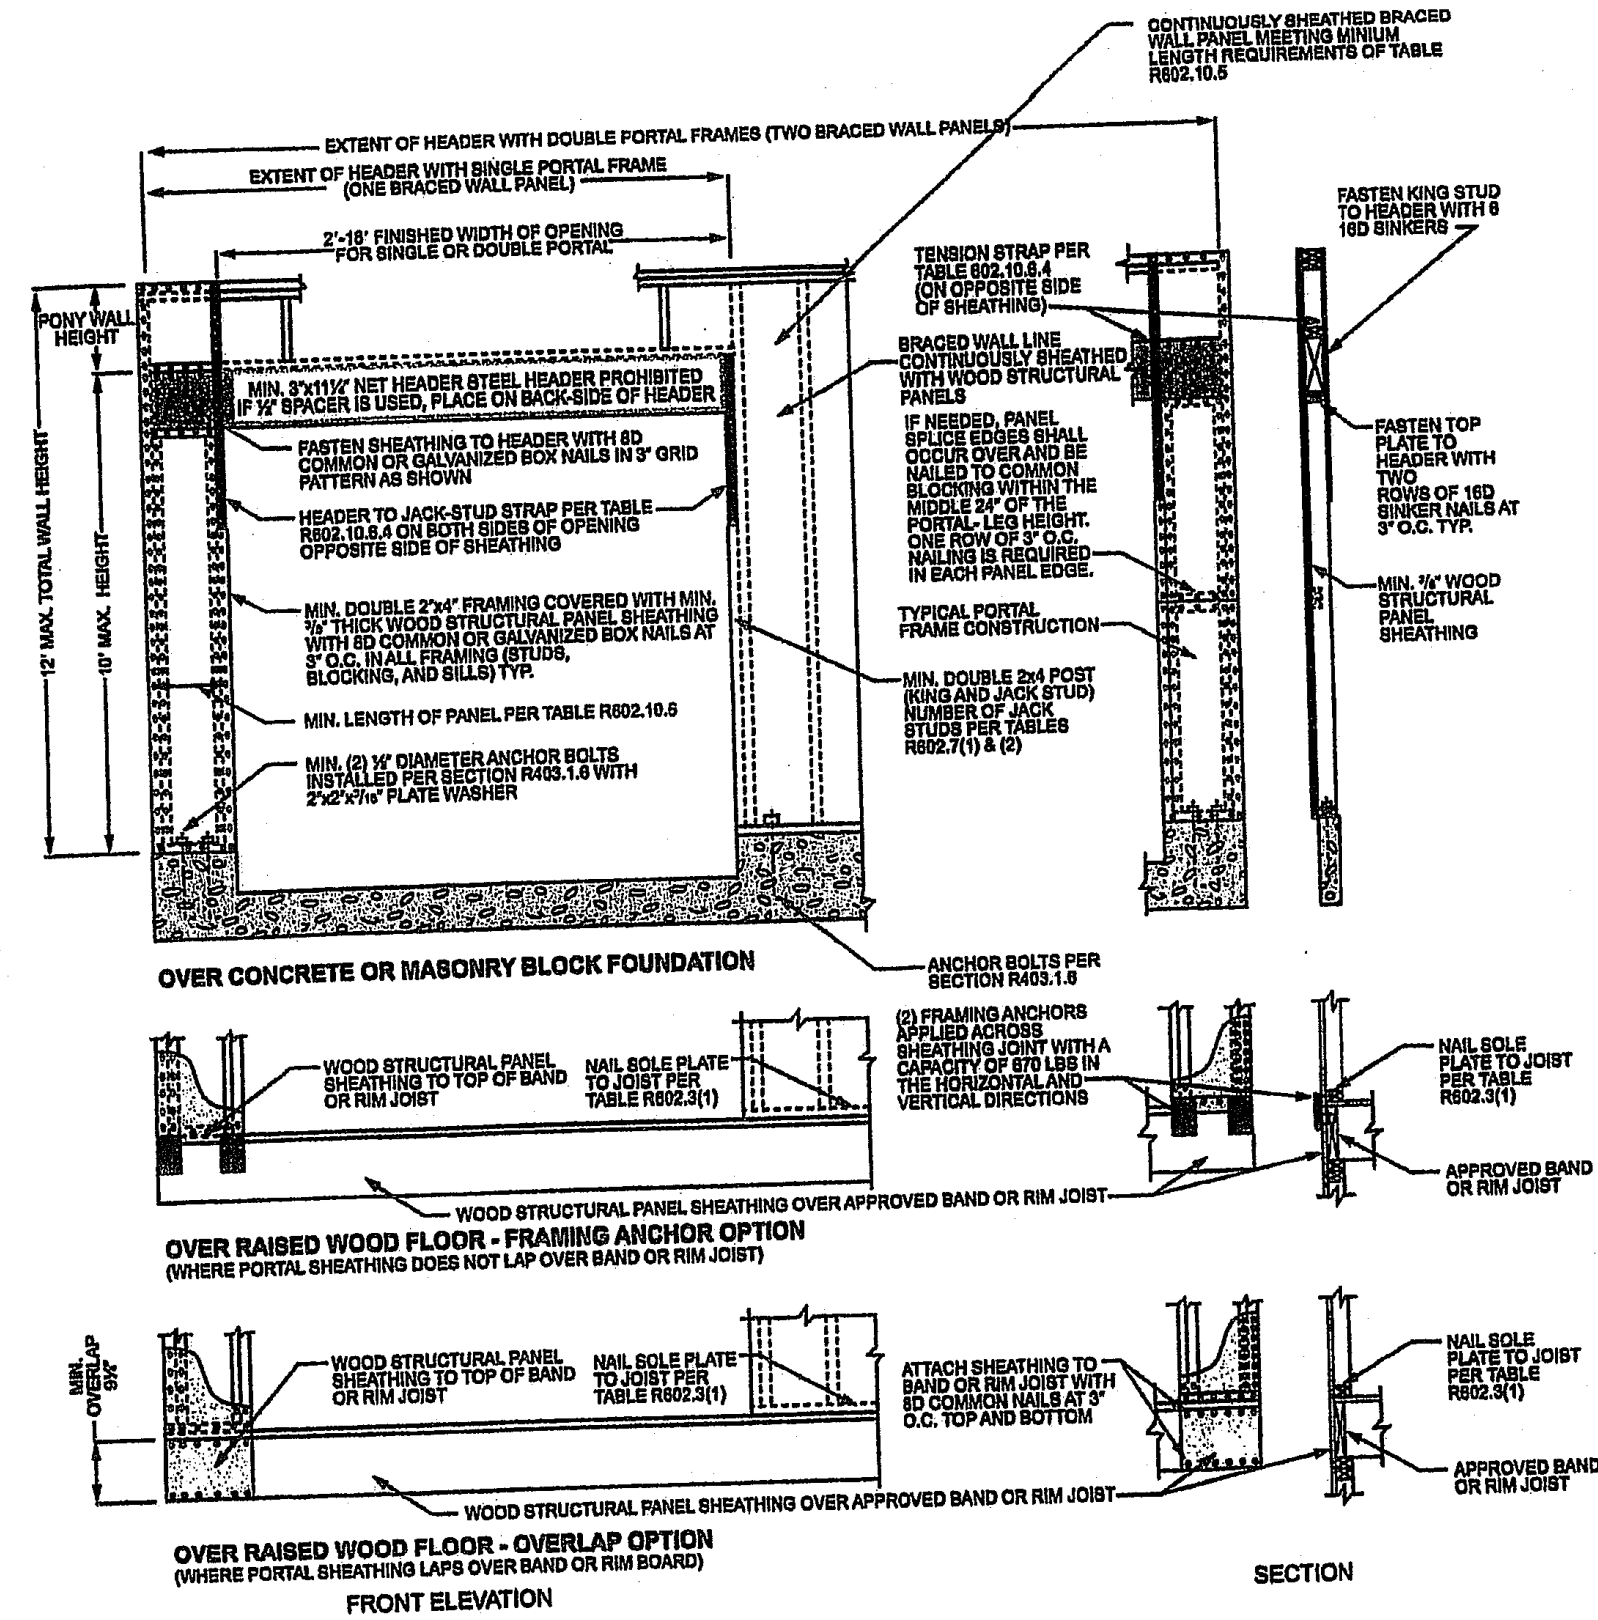 CONTINUOUSLY SHEATHED BRACED
WALL PANEL MEETING MINIUM
LENGTH REQUIREMENTS OF TABLE
R602.10.5
EXTENT OF HEADER WITH DOUBLE PORTAL FRAMES (TWO BRACED WALL PANELS)
EXTENT OF HEADER WITH SINGLE PORTAL FRAME
(ONE BRACED WALL PANEL)
2'-18' FINISHED WIDTH OF OPENING
FOR SINGLE OR DOUBLE PORTAL
FASTEN KING STUD
TO HEADER WITH 6
16D SINKERS
TENSION STRAP PER
TABLE 602.10.6.4
(ON OPPOSITE SIDE
OF SHEATHING)
PONY WALL
HEIGHT
12' MAX. TOTAL WALL HEIGHT
10' MAX. HEIGHT
MIN. 3"x11¼" NET HEADER STEEL HEADER PROHIBITED
IF ½" SPACER IS USED, PLACE ON BACK-SIDE OF HEADER
BRACED WALL LINE
CONTINUOUSLY SHEATHED
WITH WOOD STRUCTURAL
PANELS
FASTEN SHEATHING TO HEADER WITH 8D
COMMON OR GALVANIZED BOX NAILS IN 3" GRID
PATTERN AS SHOWN
IF NEEDED, PANEL
SPLICE EDGES SHALL
OCCUR OVER AND BE
NAILED TO COMMON
BLOCKING WITHIN THE
MIDDLE 24" OF THE
PORTAL- LEG HEIGHT.
ONE ROW OF 3" O.C.
NAILING IS REQUIRED
IN EACH PANEL EDGE.
FASTEN TOP
PLATE TO
HEADER WITH
TWO
ROWS OF 16D
SINKER NAILS AT
3" O.C. TYP.
HEADER TO JACK-STUD STRAP PER TABLE
R602.10.6.4 ON BOTH SIDES OF OPENING
OPPOSITE SIDE OF SHEATHING
MIN. DOUBLE 2"x4" FRAMING COVERED WITH MIN.
⅜" THICK WOOD STRUCTURAL PANEL SHEATHING
WITH 8D COMMON OR GALVANIZED BOX NAILS AT
3" O.C. IN ALL FRAMING (STUDS,
BLOCKING, AND SILLS) TYP.
TYPICAL PORTAL
FRAME CONSTRUCTION
MIN. ⅜" WOOD
STRUCTURAL
PANEL
SHEATHING
MIN. DOUBLE 2x4 POST
(KING AND JACK STUD)
NUMBER OF JACK
STUDS PER TABLES
R602.7(1) & (2)
MIN. LENGTH OF PANEL PER TABLE R602.10.5
MIN. (2) ½" DIAMETER ANCHOR BOLTS
INSTALLED PER SECTION R403.1.6 WITH
2"x2"x³/₁₆" PLATE WASHER
OVER CONCRETE OR MASONRY BLOCK FOUNDATION
ANCHOR BOLTS PER
SECTION R403.1.6
WOOD STRUCTURAL PANEL
SHEATHING TO TOP OF BAND
OR RIM JOIST
NAIL SOLE PLATE
TO JOIST PER
TABLE R602.3(1)
(2) FRAMING ANCHORS
APPLIED ACROSS
SHEATHING JOINT WITH A
CAPACITY OF 670 LBS IN
THE HORIZONTAL AND
VERTICAL DIRECTIONS
NAIL SOLE
PLATE TO JOIST
PER TABLE
R602.3(1)
APPROVED BAND
OR RIM JOIST
WOOD STRUCTURAL PANEL SHEATHING OVER APPROVED BAND OR RIM JOIST
OVER RAISED WOOD FLOOR - FRAMING ANCHOR OPTION
(WHERE PORTAL SHEATHING DOES NOT LAP OVER BAND OR RIM JOIST)
MIN.
OVERLAP
9¼"
WOOD STRUCTURAL PANEL
SHEATHING TO TOP OF BAND
OR RIM JOIST
NAIL SOLE PLATE
TO JOIST PER
TABLE R602.3(1)
ATTACH SHEATHING TO
BAND OR RIM JOIST WITH
8D COMMON NAILS AT 3"
O.C. TOP AND BOTTOM
NAIL SOLE
PLATE TO JOIST
PER TABLE
R602.3(1)
APPROVED BAND
OR RIM JOIST
WOOD STRUCTURAL PANEL SHEATHING OVER APPROVED BAND OR RIM JOIST
OVER RAISED WOOD FLOOR - OVERLAP OPTION
(WHERE PORTAL SHEATHING LAPS OVER BAND OR RIM BOARD)
FRONT ELEVATION
SECTION